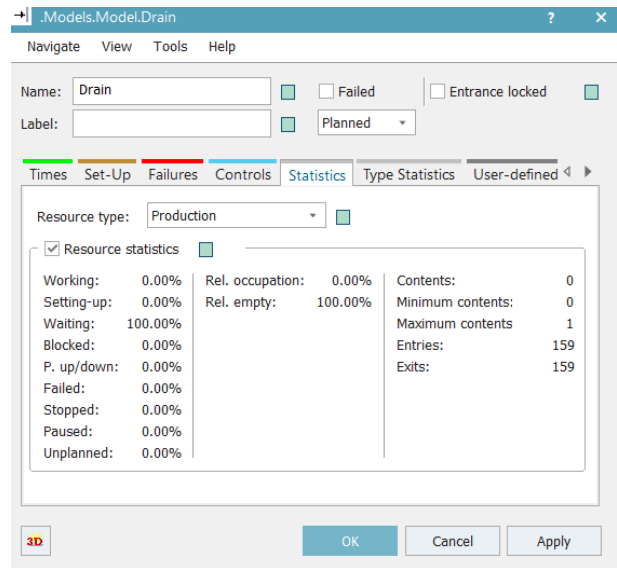 .Models.Model.Drain ? ×
Navigate View Tools Help
Name: Drain Failed Entrance locked
Label: Planned
Times Set-Up Failures Controls Statistics Type Statistics User-defined
Resource type: Production
Resource statistics
Working: 0.00% Rel. occupation: 0.00% Contents: 0
Setting-up: 0.00% Rel. empty: 100.00% Minimum contents: 0
Waiting: 100.00% Maximum contents 1
Blocked: 0.00% Entries: 159
P. up/down: 0.00% Exits: 159
Failed: 0.00%
Stopped: 0.00%
Paused: 0.00%
Unplanned: 0.00%
3D OK Cancel Apply